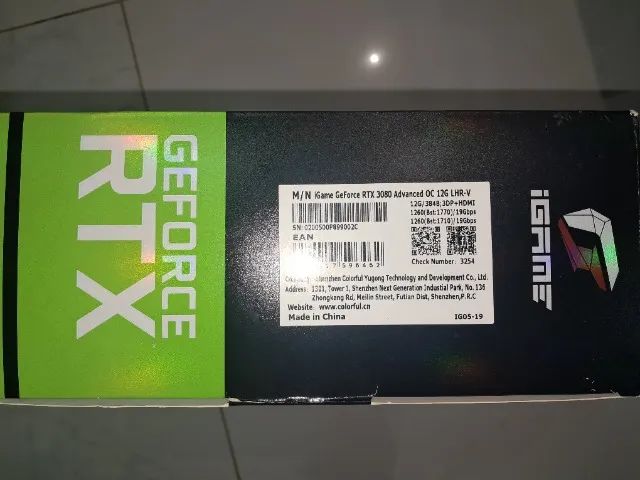 GEFORCE
RTX
M/N iGame GeForce RTX 3080 Advanced OC 12G LHR-V
12G/384B;3DP+HDMI
1260(Bst:1770)/19Gbps
1260(Bst:1710)/19Gbps
SN:
EAN
Check Number: 3254
Shenzhen Colorful Yugong Technology and Development Co., Ltd.
Address: 1301, Tower 1, Shenzhen Next Generation Industial Park, No. 136
Zhongkang Rd, Meilin Street, Futian Dist, Shenzhen,P.R.C
Website: www.colorful.cn
Made in China
IG05-19
iGAME